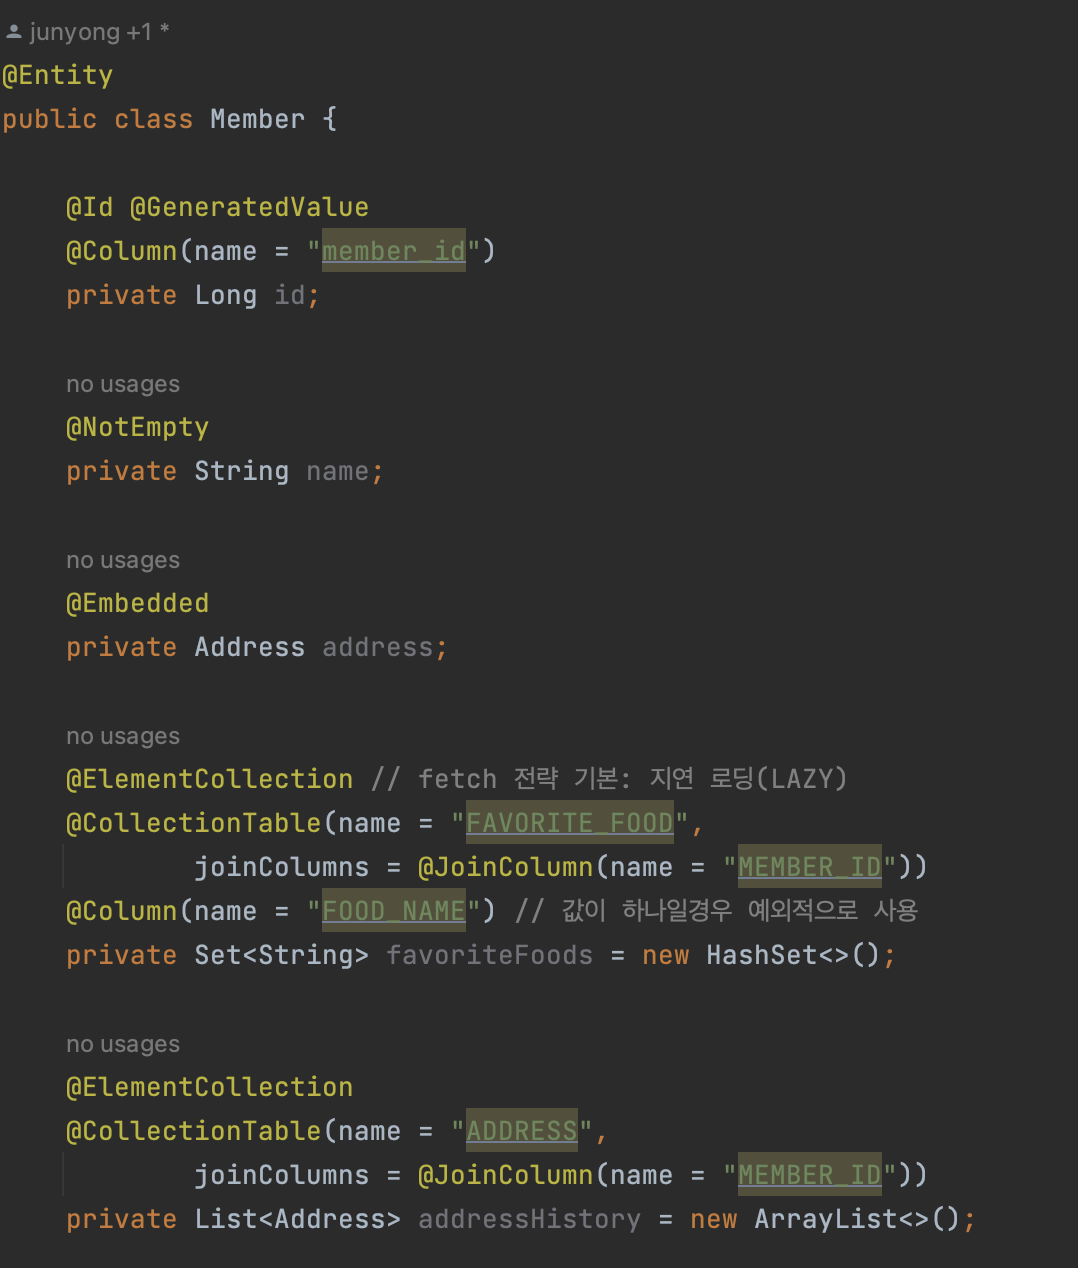 junyong +1 *
@Entity
public class Member {
@Id @GeneratedValue
@Column(name = "member_id")
private Long id;
no usages
@NotEmpty
private String name;
no usages
@Embedded
private Address address;
no usages
@ElementCollection // fetch 전략 기본: 지연 로딩(LAZY)
@CollectionTable(name = "FAVORITE_FOOD",
joinColumns = @JoinColumn(name = "MEMBER_ID"))
@Column(name = "FOOD_NAME") // 값이 하나일경우 예외적으로 사용
private Set<String> favoriteFoods = new HashSet<>();
no usages
@ElementCollection
@CollectionTable(name = "ADDRESS",
joinColumns = @JoinColumn(name = "MEMBER_ID"))
private List<Address> addressHistory = new ArrayList<>();